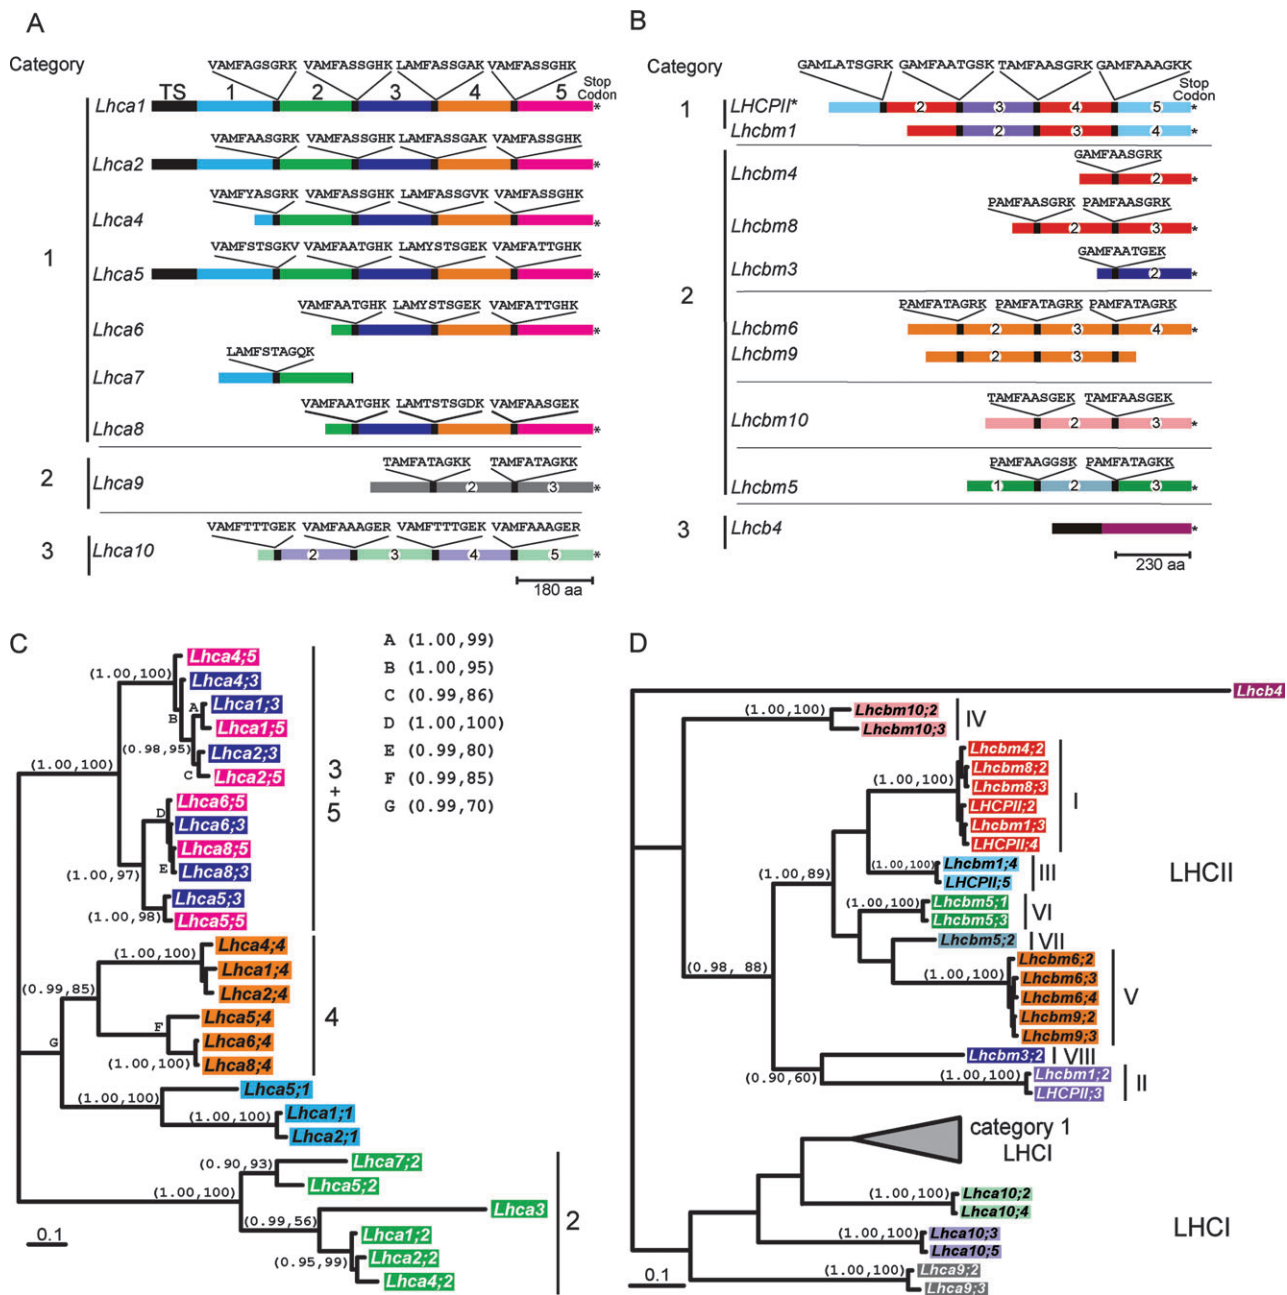 A
Category
VAMFAGSGRK VAMFASSGHK LAMFASSGAK VAMFASSGHK
Stop
Codon
TS 1 2 3 4 5
Lhca1 *
VAMFAASGRK VAMFASSGHK LAMFASSGAK VAMFASSGHK
Lhca2 *
VAMFYASGRK VAMFASSGHK LAMFASSGVK VAMFASSGHK
Lhca4 *
1
VAMFSTSGKV VAMFAATGHK LAMYSTSGEK VAMFATTGHK
Lhca5 *
VAMFAATGHK LAMYSTSGEK VAMFATTGHK
Lhca6 *
LAMFSTAGQK
Lhca7
VAMFAATGHK LAMTSTSGDK VAMFAASGEK
Lhca8 *
2
TAMFATAGKK TAMFATAGKK
Lhca9 2 3 *
3
VAMFTTTGEK VAMFAAAGER VAMFTTTGEK VAMFAAAGER
Lhca10 2 3 4 5 *
180 aa
B
Category
GAMLATSGRK GAMFAATGSK TAMFAASGRK GAMFAAAGKK
Stop
Codon
1
LHCPII* 2 3 4 5 *
Lhcbm1 2 3 4 *
GAMFAASGRK
Lhcbm4 2 *
PAMFAASGRK PAMFAASGRK
Lhcbm8 2 3 *
GAMFAATGEK
Lhcbm3 2 *
2
PAMFATAGRK PAMFATAGRK PAMFATAGRK
Lhcbm6 2 3 4 *
Lhcbm9 2 3
TAMFAASGEK TAMFAASGEK
Lhcbm10 2 3 *
PAMFAAGGSK PAMFATAGKK
Lhcbm5 1 2 3 *
3
Lhcb4 *
230 aa
C
A (1.00,99)
B (1.00,95)
C (0.99,86)
D (1.00,100)
E (0.99,80)
F (0.99,85)
G (0.99,70)
Lhca4;5
(1.00,100)
Lhca4;3
A
Lhca1;3
B
Lhca1;5
(0.98,95)
Lhca2;3
(1.00,100)
C
Lhca2;5
3
+
5
Lhca6;5
D
Lhca6;3
Lhca8;5
E
(1.00,97)
Lhca8;3
Lhca5;3
(1.00,98)
Lhca5;5
Lhca4;4
(1.00,100)
Lhca1;4
(0.99,85)
Lhca2;4
4
Lhca5;4
F
G
Lhca6;4
(1.00,100)
Lhca8;4
Lhca5;1
(1.00,100)
Lhca1;1
(1.00,100)
Lhca2;1
Lhca7;2
(0.90,93)
Lhca5;2
(1.00,100)
Lhca3
2
(0.99,56)
Lhca1;2
Lhca2;2
(0.95,99)
Lhca4;2
0.1
D
Lhcb4
Lhcbm10;2
(1.00,100)
IV
Lhcbm10;3
Lhcbm4;2
Lhcbm8;2
(1.00,100)
Lhcbm8;3
I
LHCPII;2
Lhcbm1;3
LHCPII;4
Lhcbm1;4
(1.00,100)
III
LHCPII;5
LHCII
(1.00,89)
Lhcbm5;1
(1.00,100)
VI
Lhcbm5;3
Lhcbm5;2
VII
Lhcbm6;2
(0.98, 88)
(1.00,100)
Lhcbm6;3
Lhcbm6;4
V
Lhcbm9;2
Lhcbm9;3
Lhcbm3;2
VIII
(0.90,60)
Lhcbm1;2
(1.00,100)
II
LHCPII;3
category 1
LHCI
Lhca10;2
(1.00,100)
Lhca10;4
LHCI
Lhca10;3
(1.00,100)
Lhca10;5
Lhca9;2
(1.00,100)
Lhca9;3
0.1